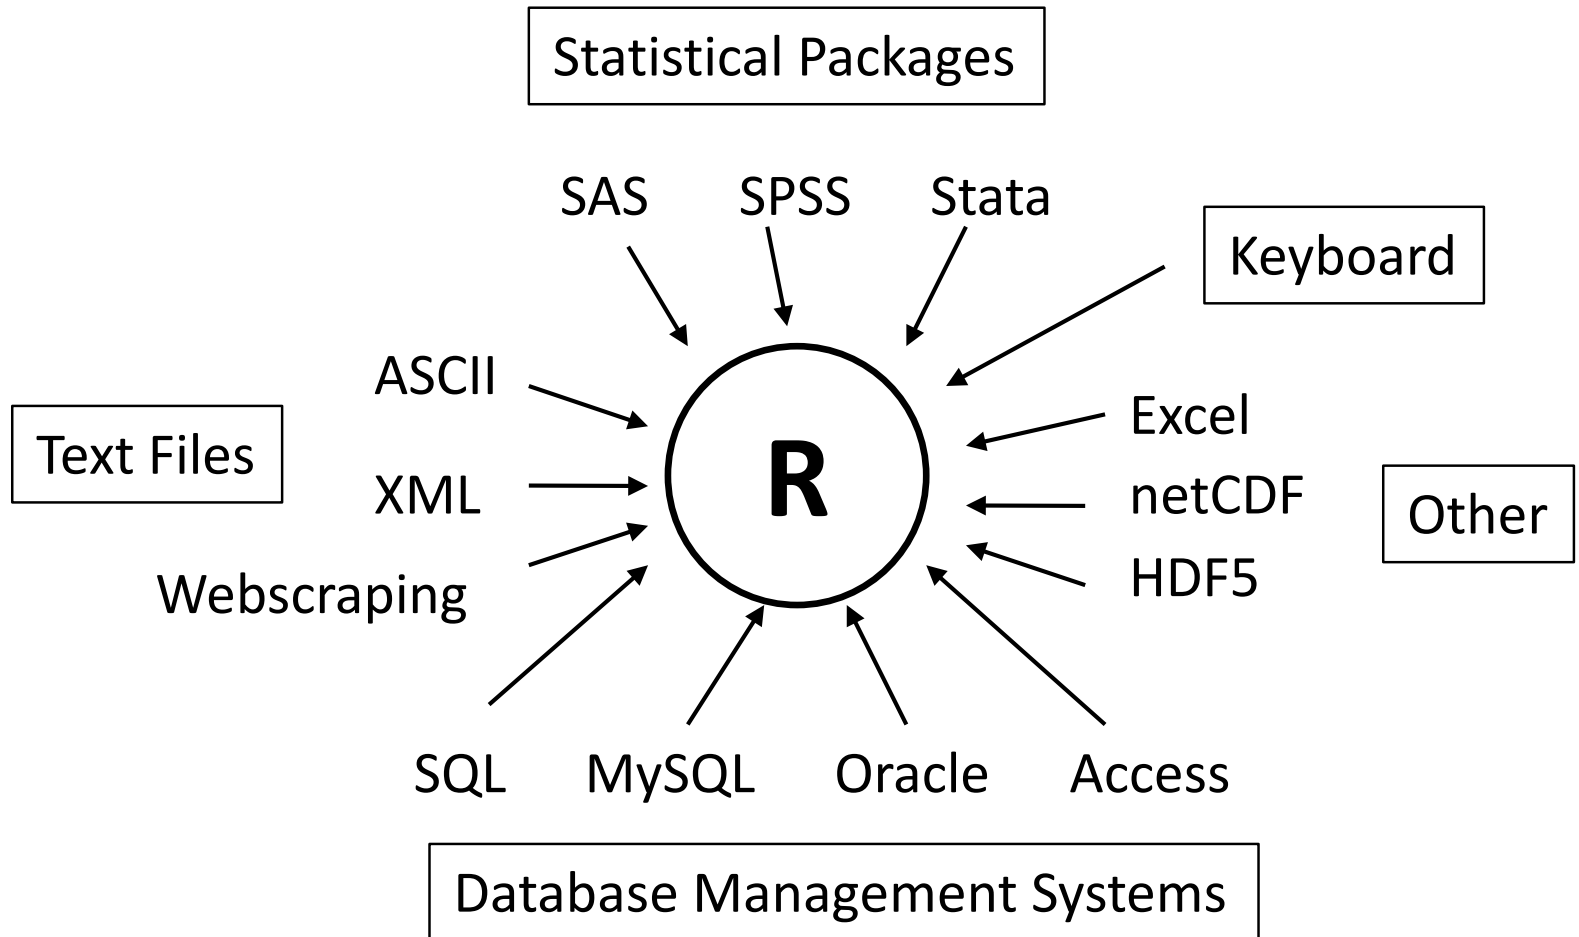 Statistical Packages
SAS SPSS Stata
Keyboard
ASCII
Excel
Text Files
R
XML
netCDF
Other
HDF5
Webscraping
SQL MySQL Oracle Access
Database Management Systems